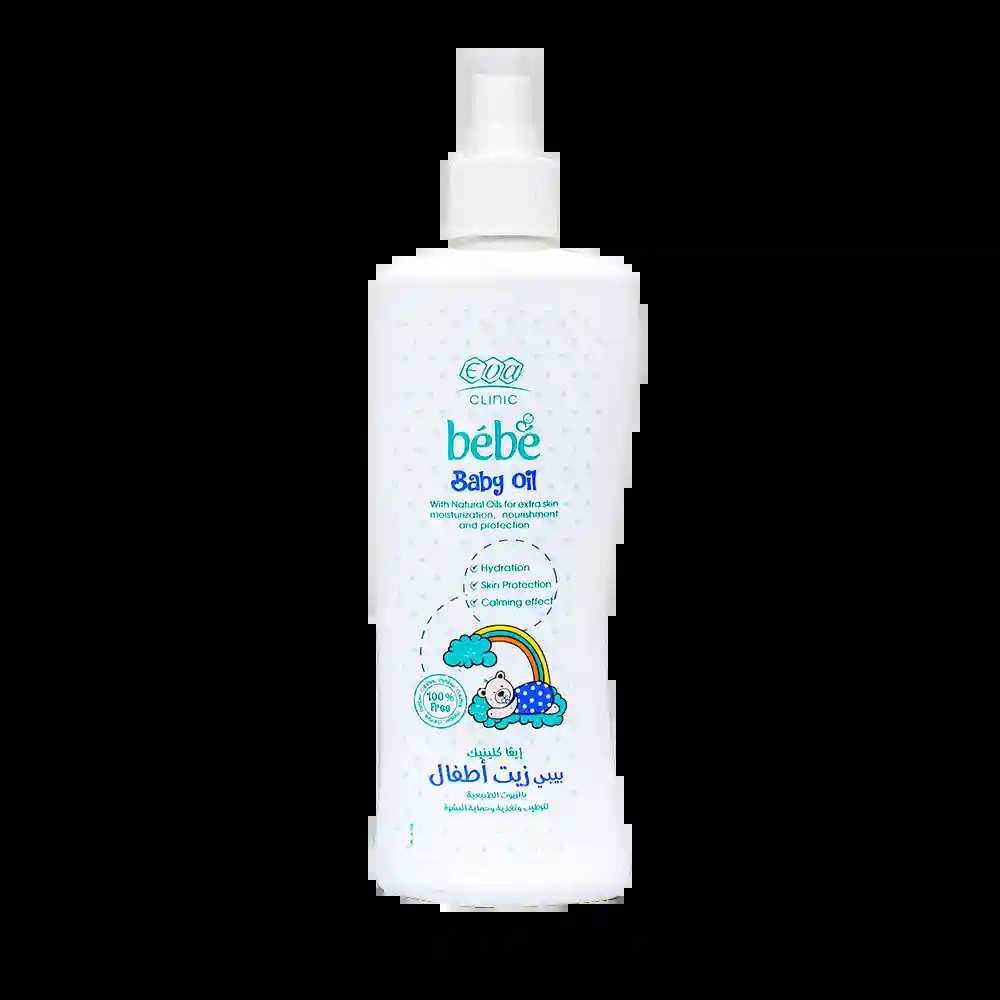 Eva
CLINIC
bébé
Baby Oil
With Natural Oils for extra skin
moisturization, nourishment
and protection
Hydration
Skin Protection
Calming effect
100%
Free
إيڤا كلينيك
بيبي زيت أطفال
بالزيوت الطبيعية
لترطيب وتغذية وحماية البشرة